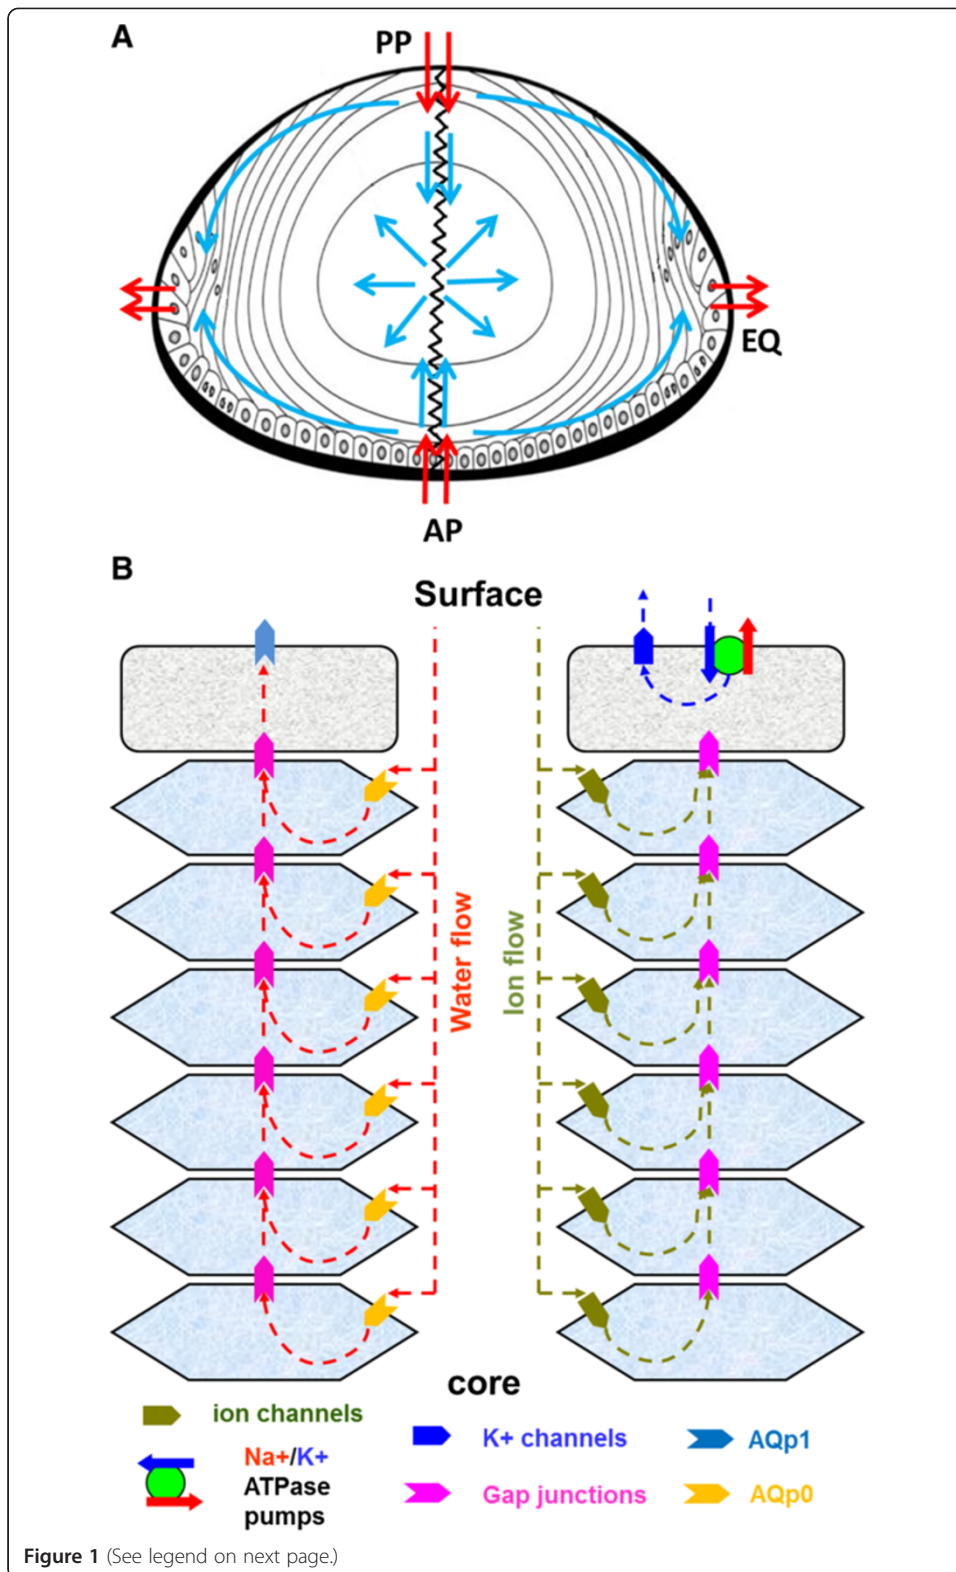 A
PP
EQ
AP
B
Surface
Water flow
Ion flow
core
ion channels
Na+/K+
ATPase
pumps
K+ channels
Gap junctions
AQp1
AQp0
Figure 1 (See legend on next page.)